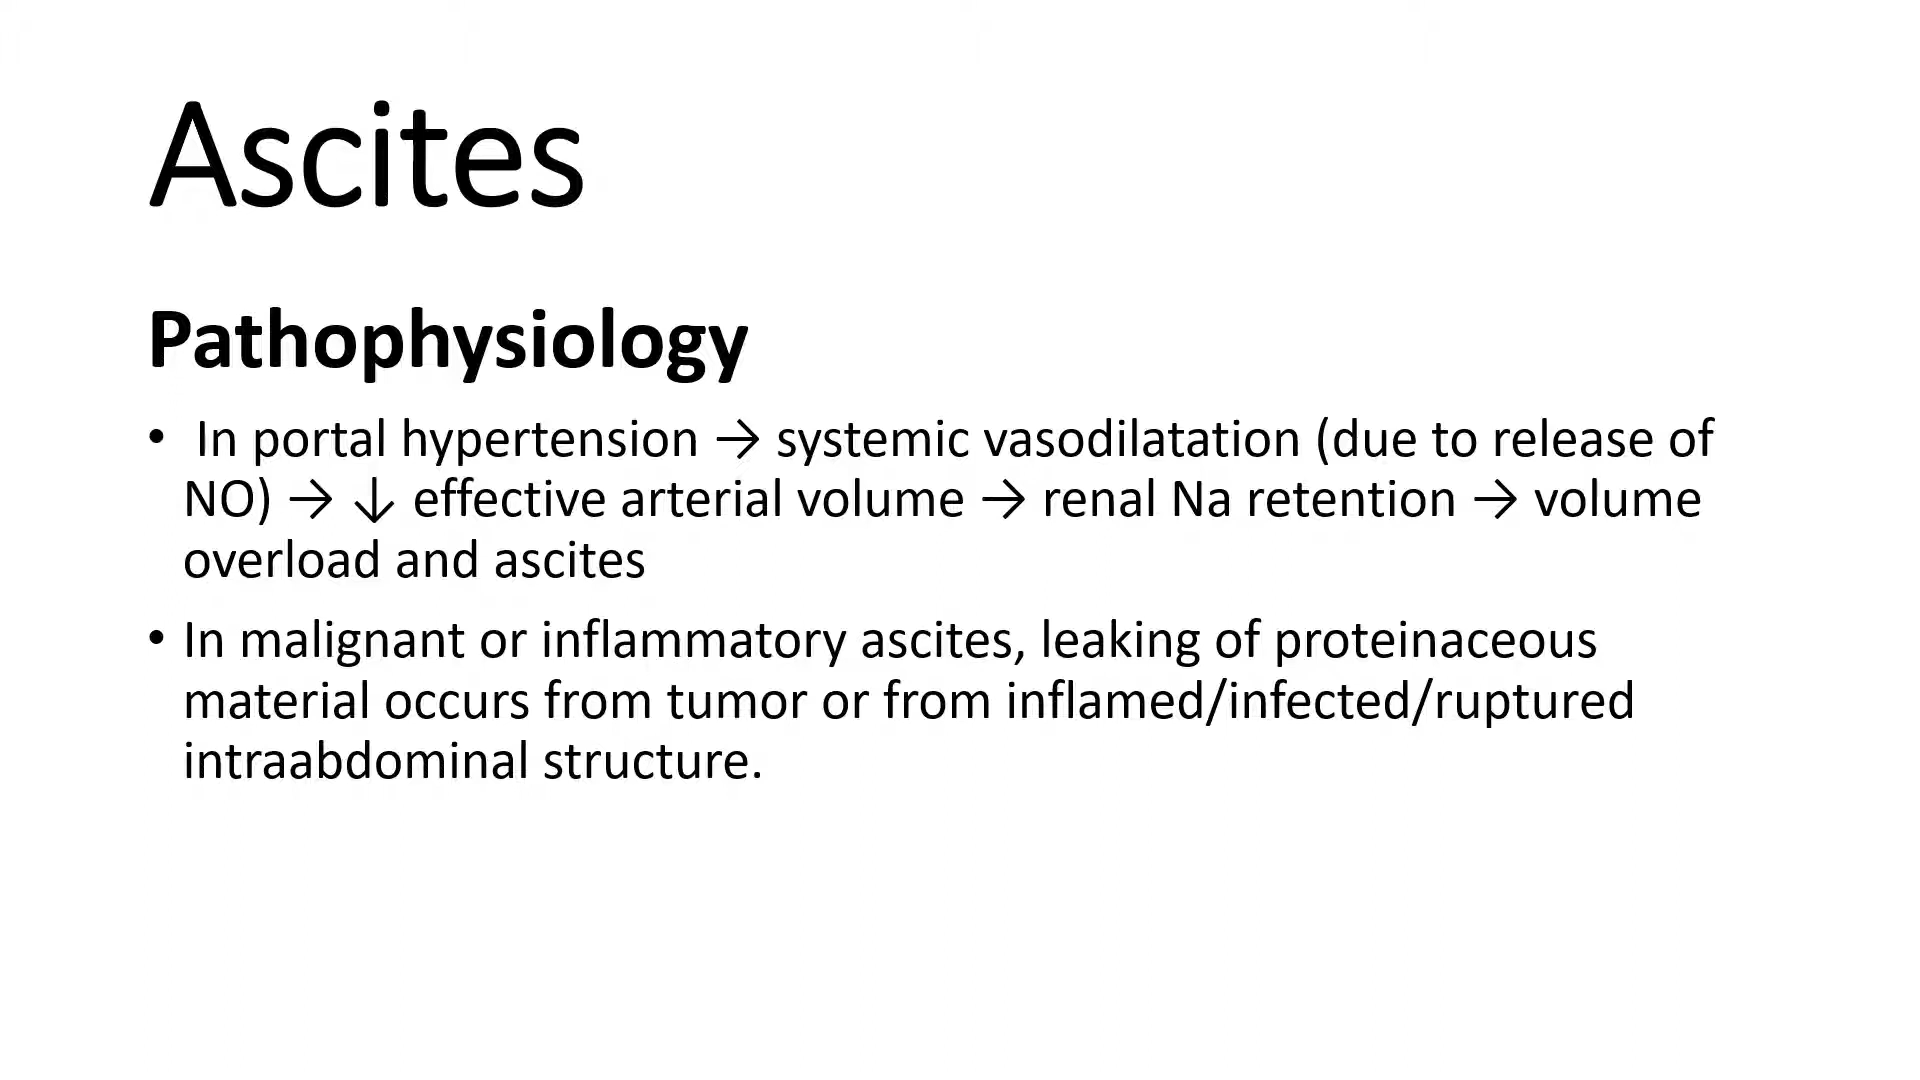 Ascites
Pathophysiology
• In portal hypertension → systemic vasodilatation (due to release of
NO) → ↓ effective arterial volume → renal Na retention → volume
overload and ascites
• In malignant or inflammatory ascites, leaking of proteinaceous
material occurs from tumor or from inflamed/infected/ruptured
intraabdominal structure.